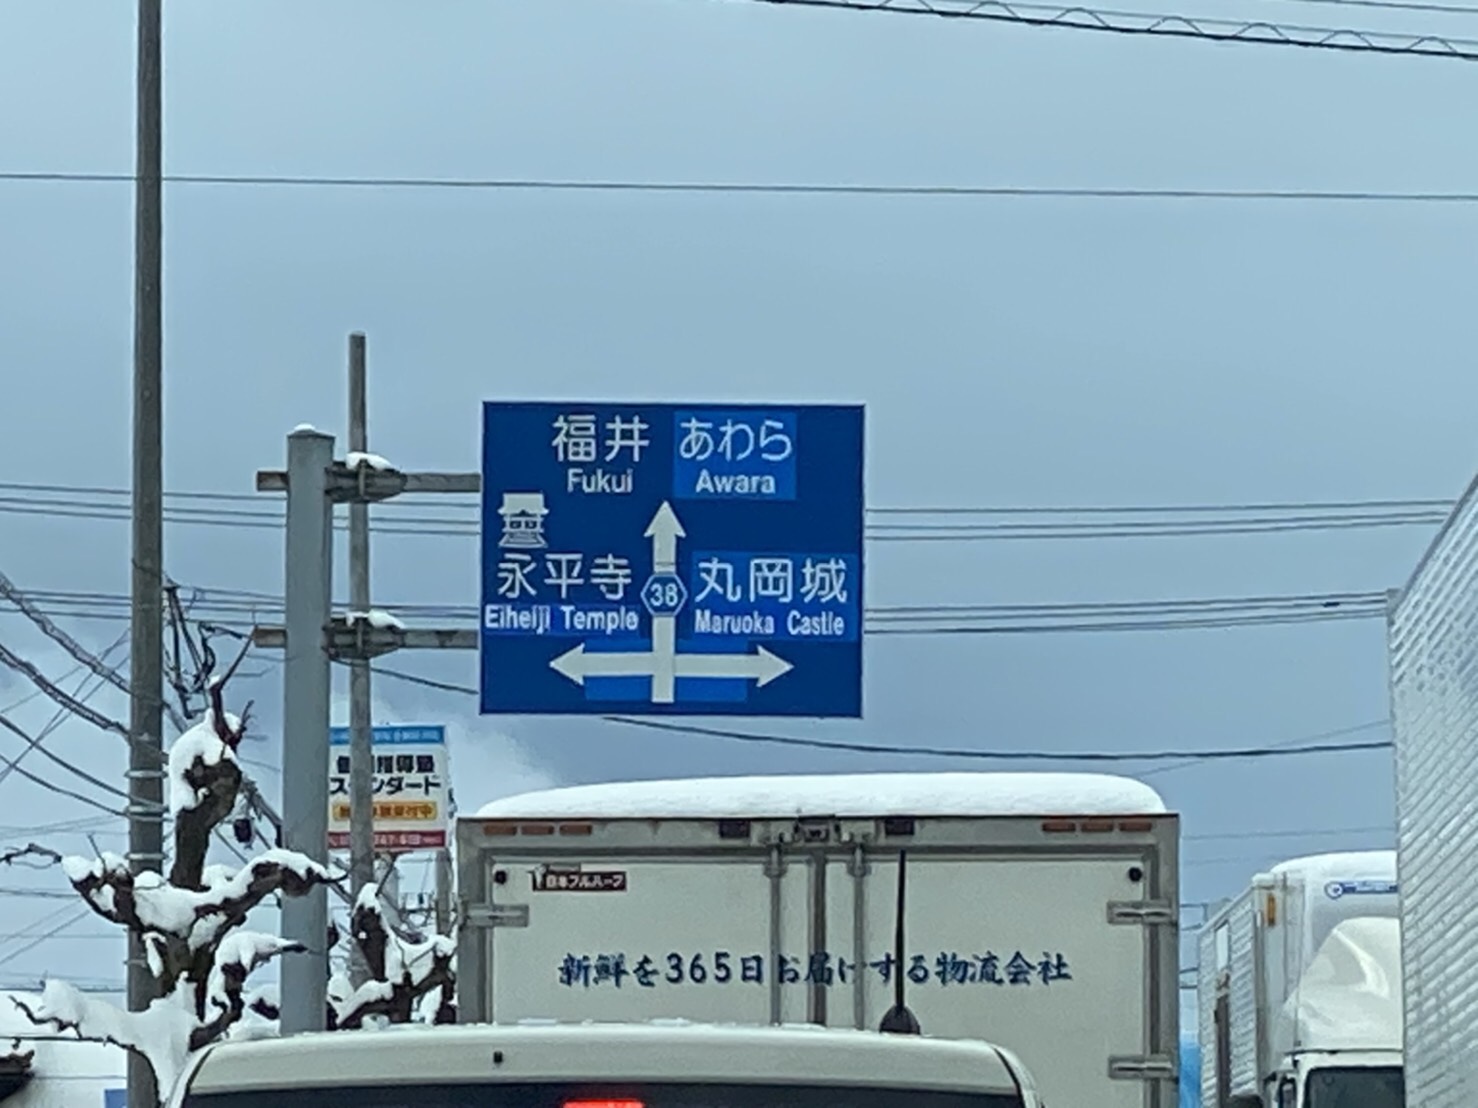 福井 あわら
Fukui Awara
永平寺 38 丸岡城
Eiheiji Temple Maruoka Castle
スタンダード
日本フルハーフ
新鮮を365日お届けする物流会社